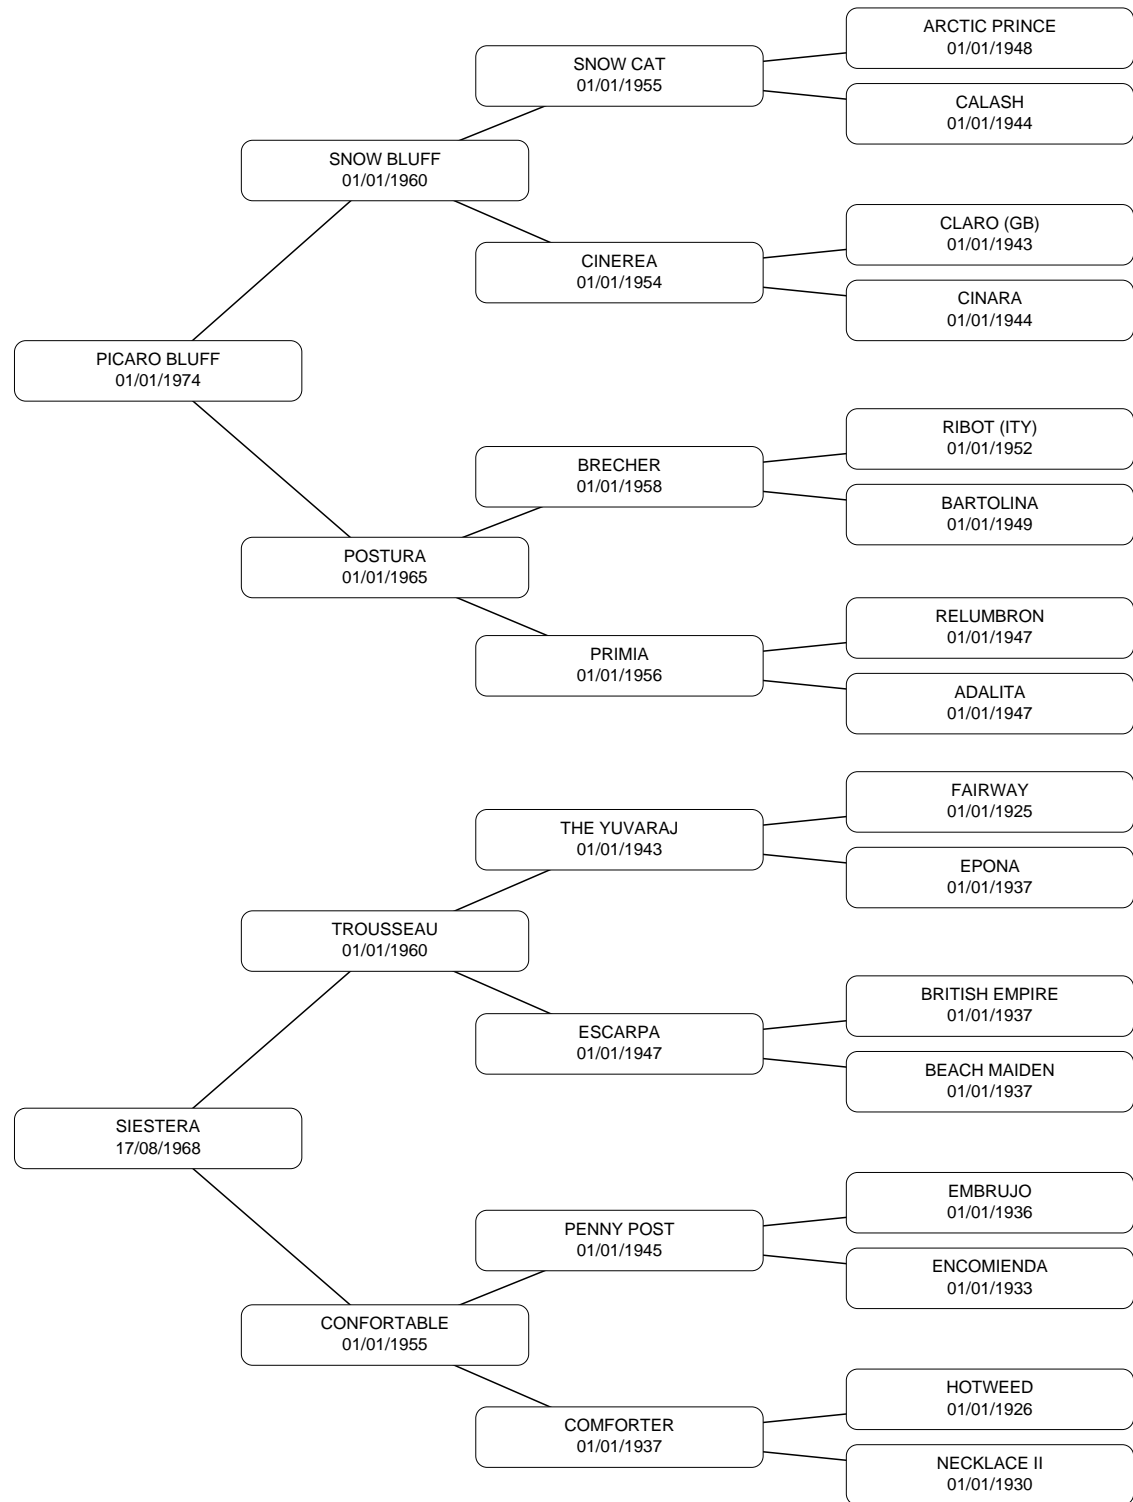 ARCTIC PRINCE
01/01/1948
SNOW CAT
01/01/1955
CALASH
01/01/1944
SNOW BLUFF
01/01/1960
CLARO (GB)
01/01/1943
CINEREA
01/01/1954
CINARA
01/01/1944
PICARO BLUFF
01/01/1974
RIBOT (ITY)
01/01/1952
BRECHER
01/01/1958
BARTOLINA
01/01/1949
POSTURA
01/01/1965
RELUMBRON
01/01/1947
PRIMIA
01/01/1956
ADALITA
01/01/1947
FAIRWAY
01/01/1925
THE YUVARAJ
01/01/1943
EPONA
01/01/1937
TROUSSEAU
01/01/1960
BRITISH EMPIRE
01/01/1937
ESCARPA
01/01/1947
BEACH MAIDEN
01/01/1937
SIESTERA
17/08/1968
EMBRUJO
01/01/1936
PENNY POST
01/01/1945
ENCOMIENDA
01/01/1933
CONFORTABLE
01/01/1955
HOTWEED
01/01/1926
COMFORTER
01/01/1937
NECKLACE II
01/01/1930